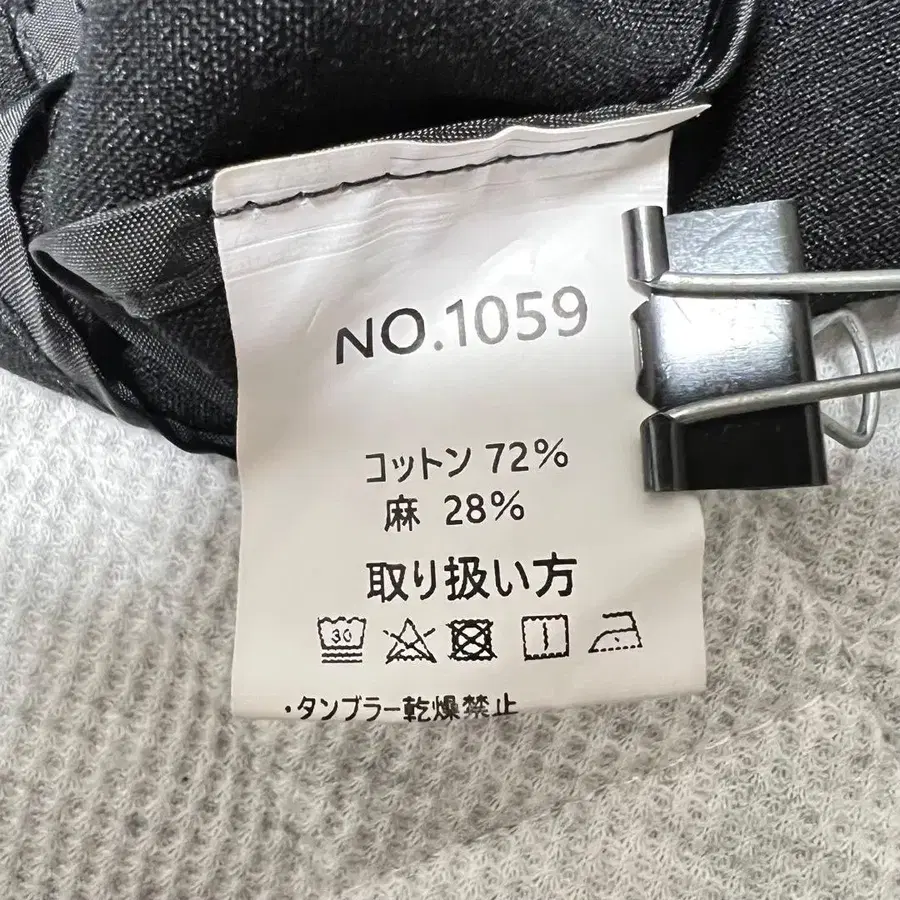 NO.1059
コットン 72%
麻 28%
取り扱い方
30
・タンブラー乾燥禁止